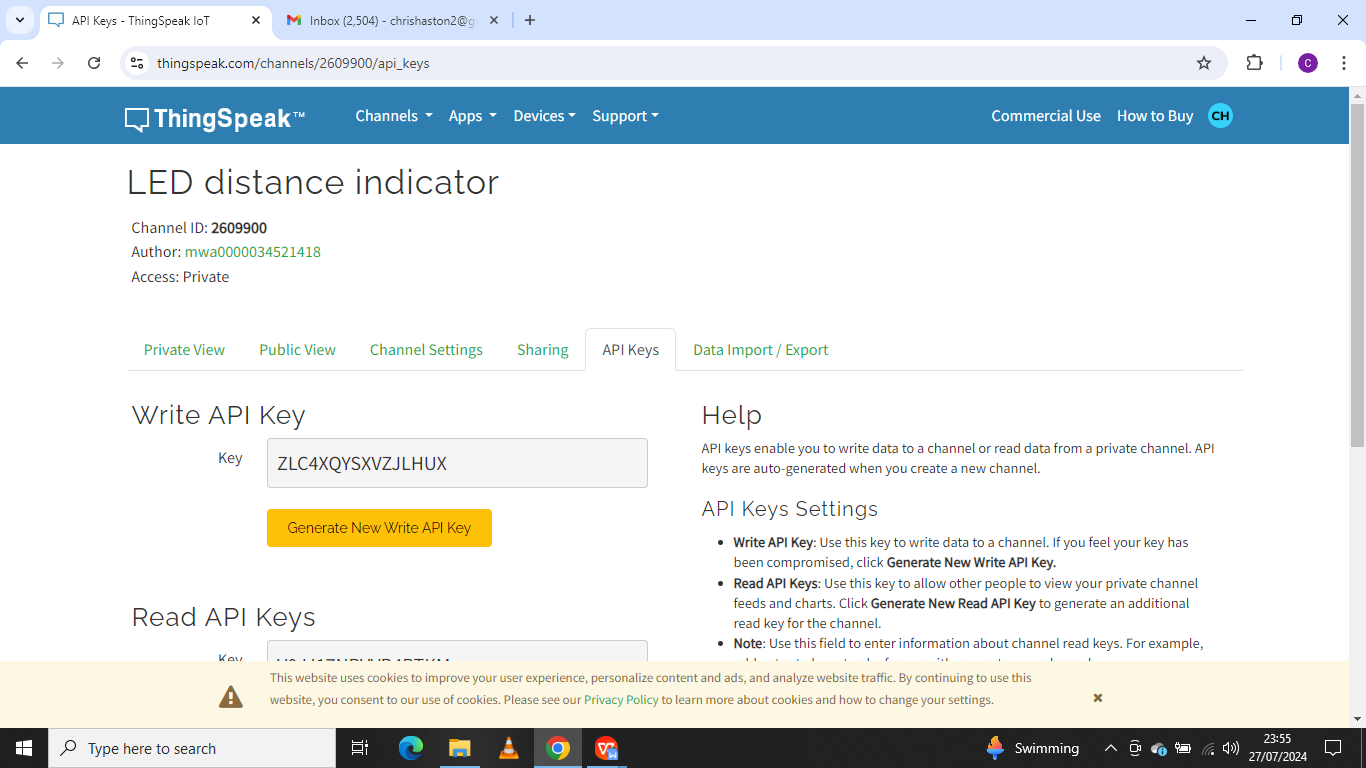 API Keys - ThingSpeak IoT
Inbox (2,504) - chrishaston2@g
thingspeak.com/channels/2609900/api_keys
C
ThingSpeak™
Channels
Apps
Devices
Support
Commercial Use
How to Buy
CH
LED distance indicator
Channel ID: 2609900
Author: mwa0000034521418
Access: Private
Private View
Public View
Channel Settings
Sharing
API Keys
Data Import / Export
Write API Key
Key
ZLC4XQYSXVZJLHUX
Generate New Write API Key
Read API Keys
Key
Help
API keys enable you to write data to a channel or read data from a private channel. API
keys are auto-generated when you create a new channel.
API Keys Settings
• Write API Key: Use this key to write data to a channel. If you feel your key has
been compromised, click Generate New Write API Key.
• Read API Keys: Use this key to allow other people to view your private channel
feeds and charts. Click Generate New Read API Key to generate an additional
read key for the channel.
• Note: Use this field to enter information about channel read keys. For example,
This website uses cookies to improve your user experience, personalize content and ads, and analyze website traffic. By continuing to use this
website, you consent to our use of cookies. Please see our Privacy Policy to learn more about cookies and how to change your settings.
Type here to search
Swimming
23:55
27/07/2024